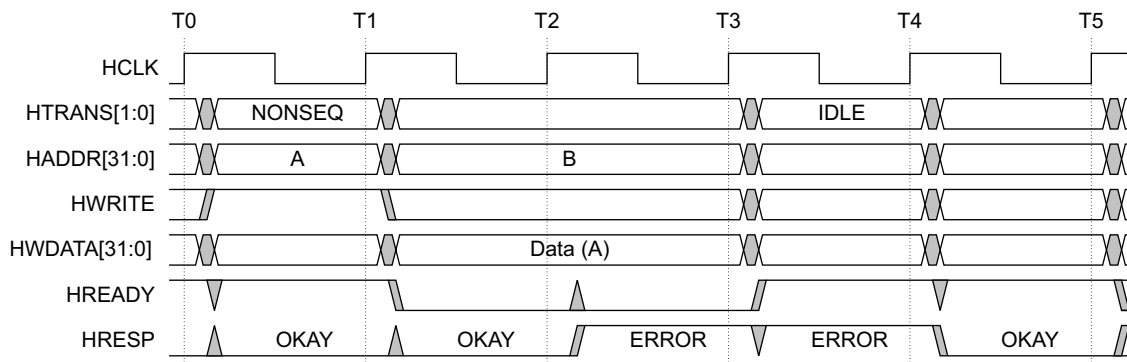 T0 T1 T2 T3 T4 T5
HCLK
HTRANS[1:0] NONSEQ IDLE
HADDR[31:0] A B
HWRITE
HWDATA[31:0] Data (A)
HREADY
HRESP OKAY OKAY ERROR ERROR OKAY